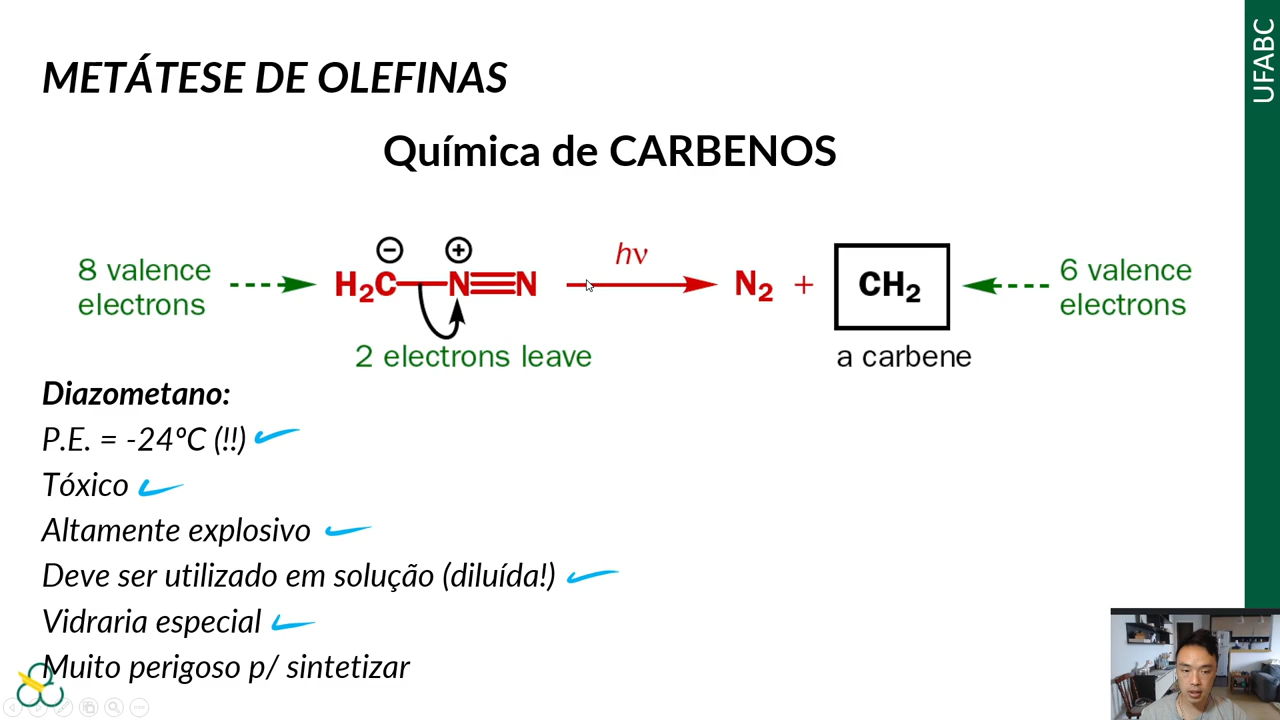 METÁTESE DE OLEFINAS
UFABC
Química de CARBENOS
8 valence
electrons
H₂C—N≡N
⊖ ⊕
hν
N₂ + CH₂
6 valence
electrons
2 electrons leave
a carbene
Diazometano:
P.E. = -24ºC (!!)
Tóxico
Altamente explosivo
Deve ser utilizado em solução (diluída!)
Vidraria especial
Muito perigoso p/ sintetizar